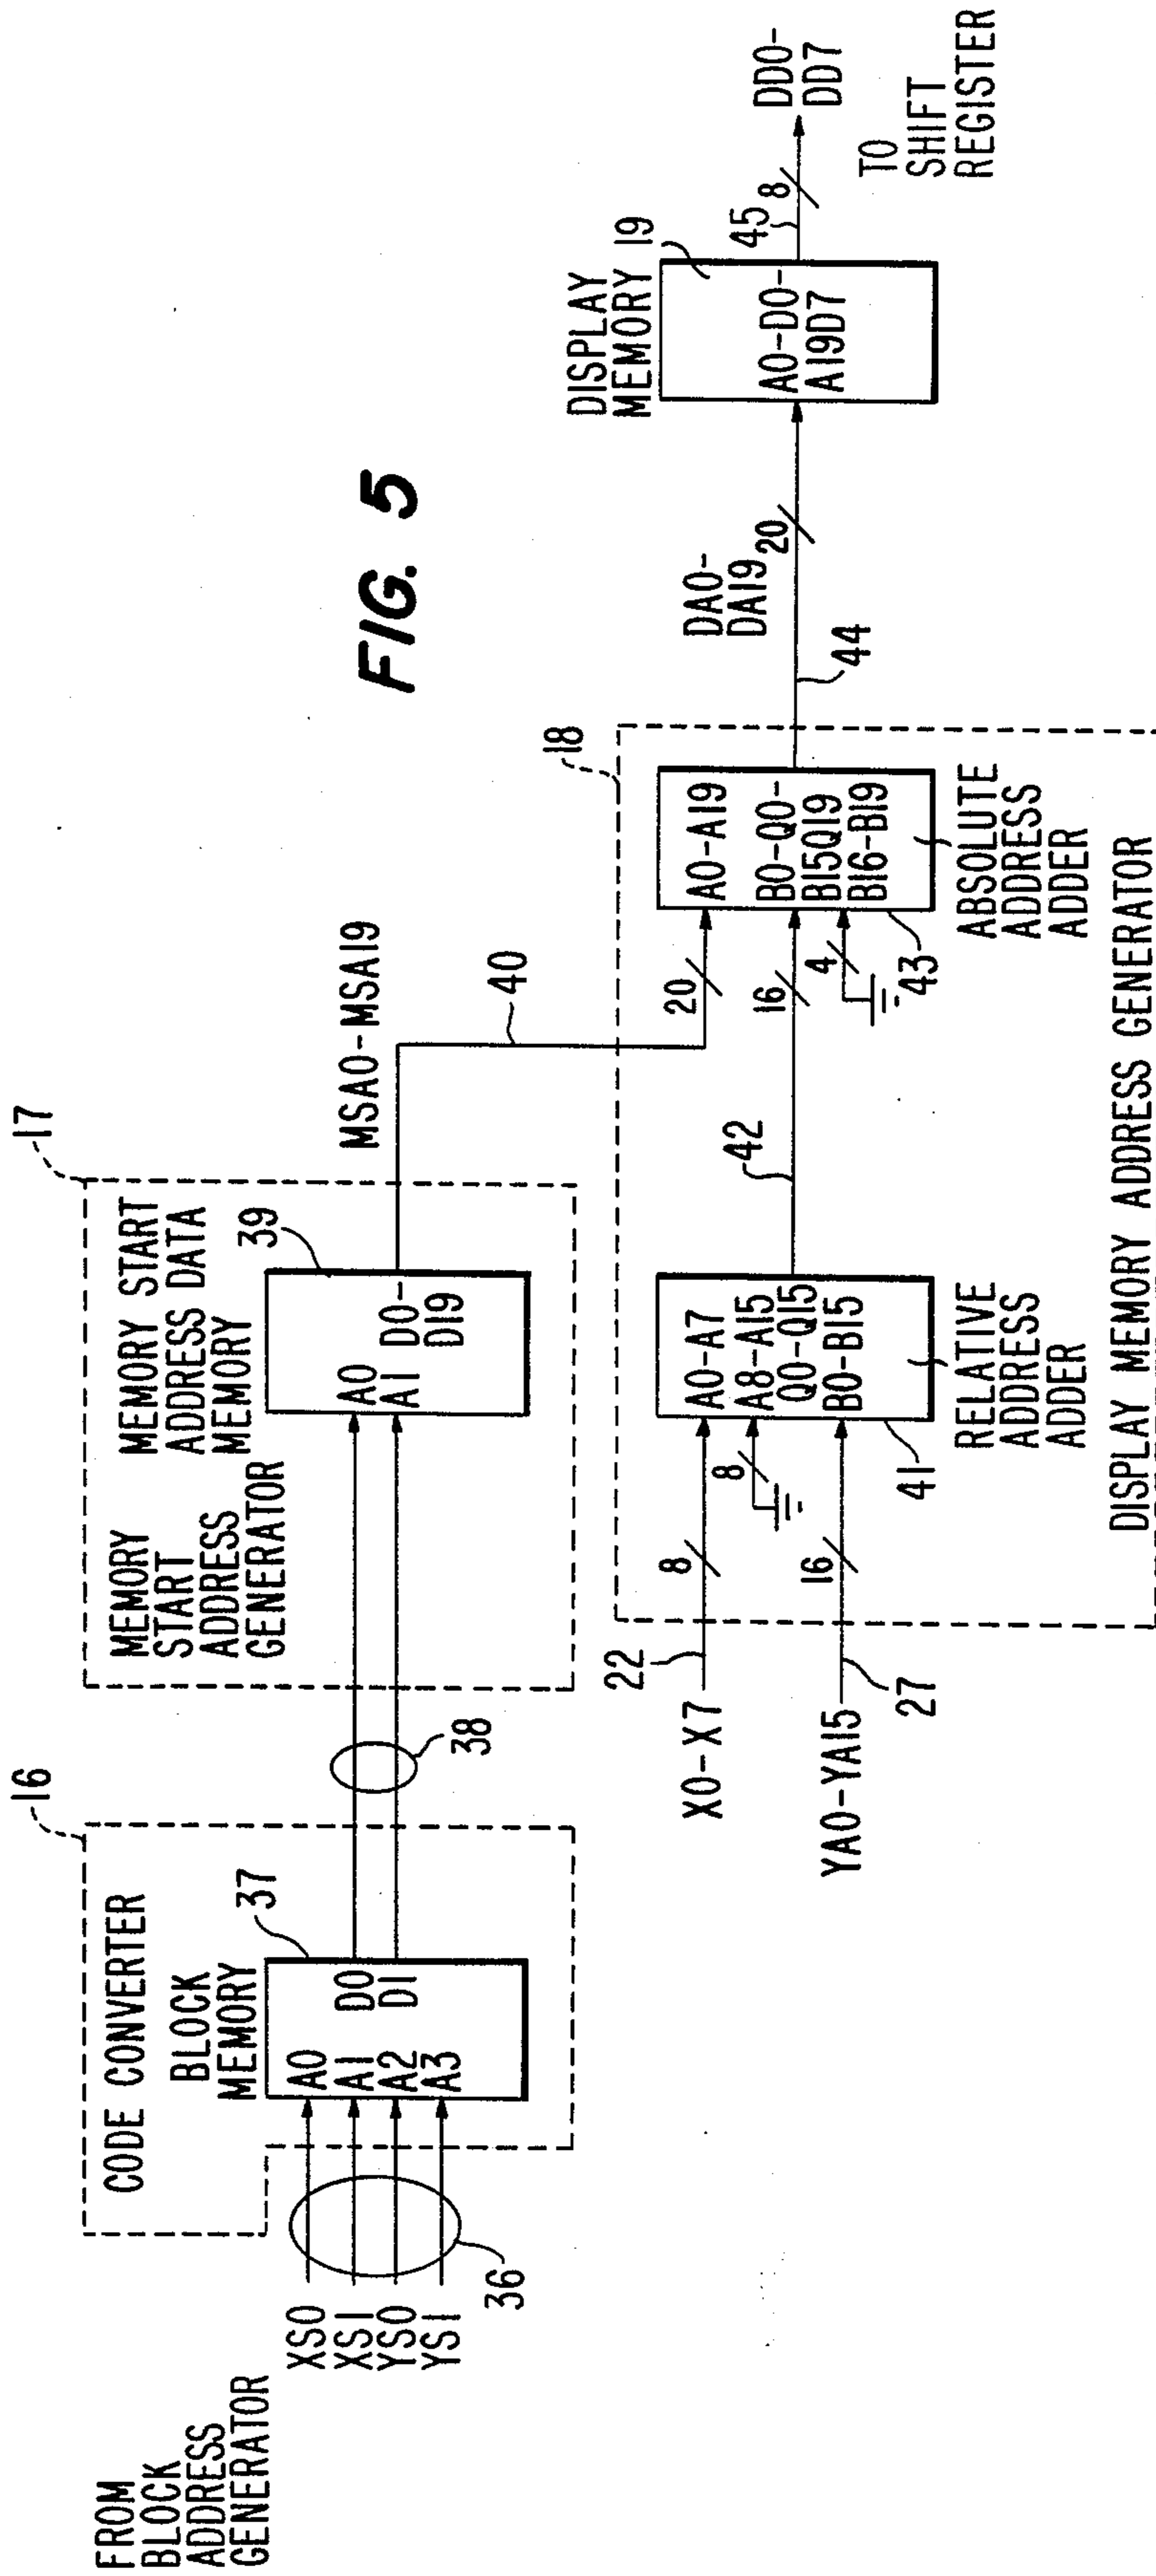 FIG. 5
FROM
BLOCK
ADDRESS
GENERATOR
XS0
XS1
YS0
YS1
36
16
CODE CONVERTER
BLOCK
MEMORY
37
A0
A1
A2
A3
D0
D1
38
17
MEMORY
START
ADDRESS
GENERATOR
MEMORY START
ADDRESS DATA
MEMORY
39
A0
A1
D0-
D19
MSA0-MSA19
40
X0-X7
22
8
8
YA0-YA15
27
16
A0-A7
A8-A15
Q0-Q15
B0-B15
41
RELATIVE
ADDRESS
ADDER
42
18
20
16
4
A0-A19
B0-Q0-
B15Q19
B16-B19
43
ABSOLUTE
ADDRESS
ADDER
DISPLAY MEMORY ADDRESS GENERATOR
44
DA0-
DA19
20
DISPLAY
MEMORY
19
A0-D0-
A19D7
45
8
DD0-
DD7
TO
SHIFT
REGISTER